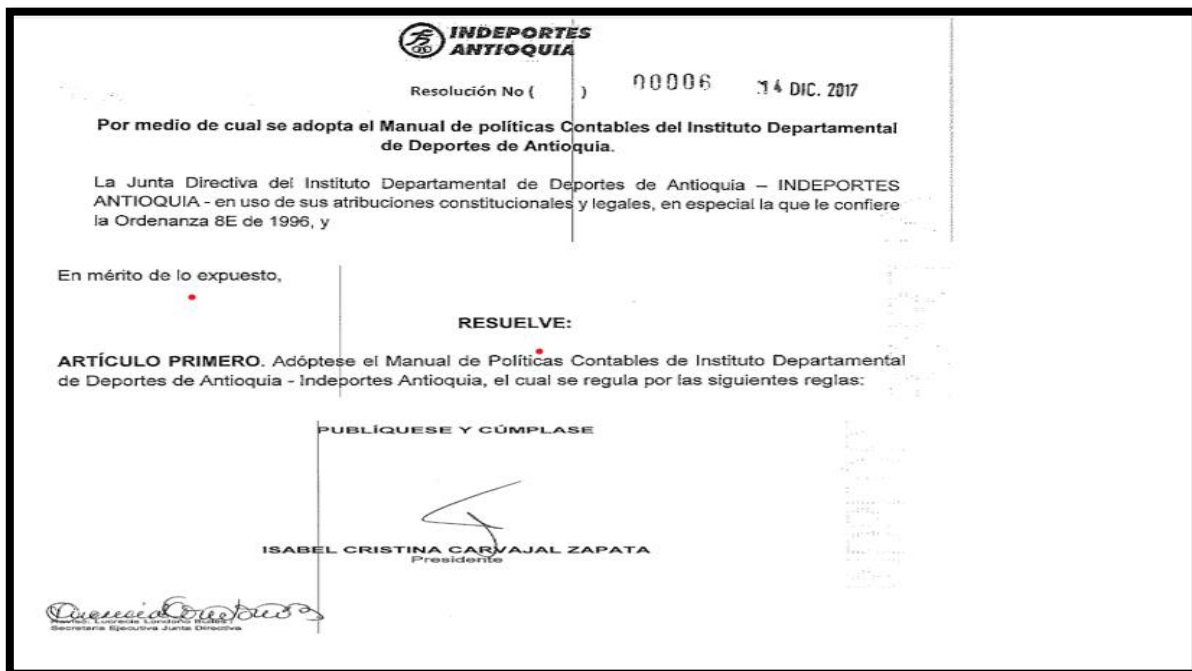 INDEPORTES
ANTIOQUIA
Resolución No ( ) 00006 14 DIC. 2017
Por medio de cual se adopta el Manual de políticas Contables del Instituto Departamental
de Deportes de Antioquia.
La Junta Directiva del Instituto Departamental de Deportes de Antioquia – INDEPORTES
ANTIOQUIA - en uso de sus atribuciones constitucionales y legales, en especial la que le confiere
la Ordenanza 8E de 1996, y
En mérito de lo expuesto,
RESUELVE:
ARTÍCULO PRIMERO. Adóptese el Manual de Políticas Contables de Instituto Departamental
de Deportes de Antioquia - Indeportes Antioquia, el cual se regula por las siguientes reglas:
PUBLÍQUESE Y CÚMPLASE
ISABEL CRISTINA CARVAJAL ZAPATA
Presidente
Lucrecia Londoño
Secretaria Ejecutiva Junta Directiva